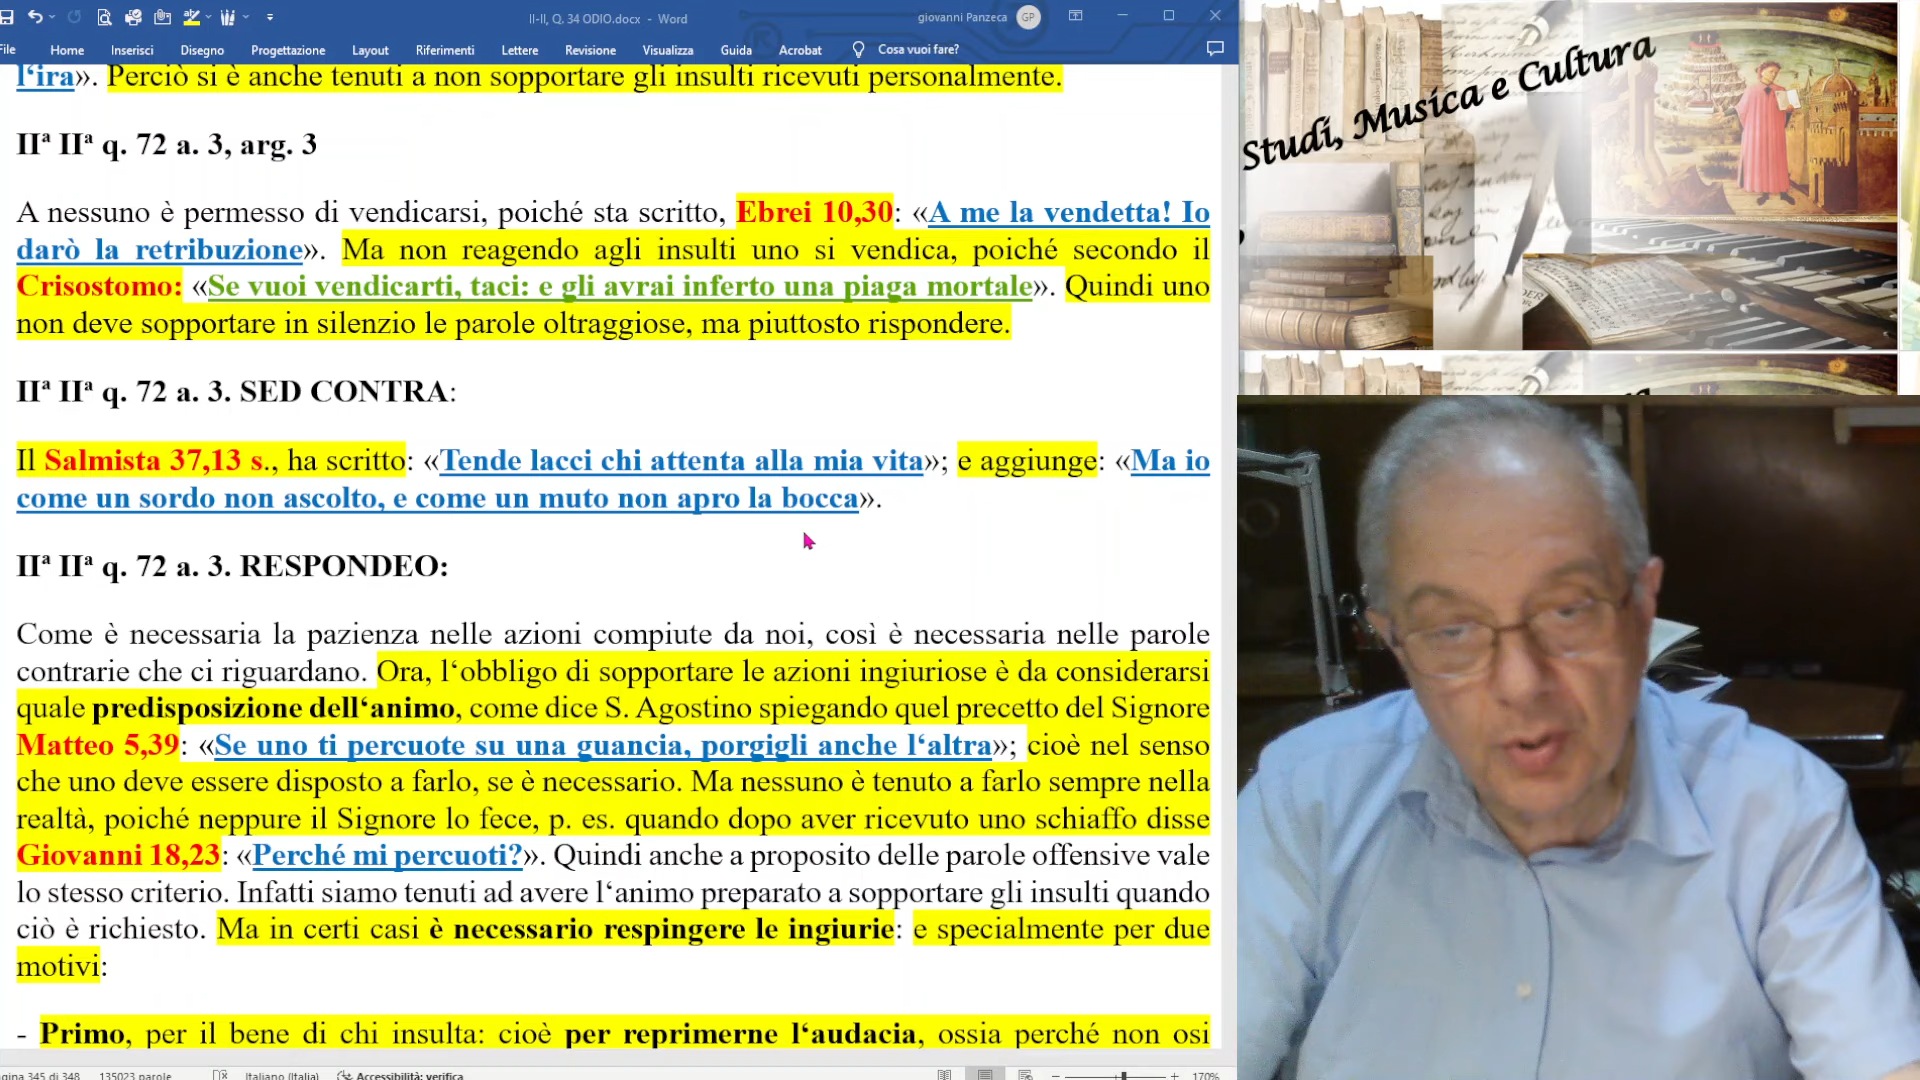 II-II, Q. 34 ODIO.docx - Word
giovanni Panzeca GP
File Home Inserisci Disegno Progettazione Layout Riferimenti Lettere Revisione Visualizza Guida Acrobat Cosa vuoi fare?
l‘ira». Perciò si è anche tenuti a non sopportare gli insulti ricevuti personalmente.
IIª IIª q. 72 a. 3, arg. 3
A nessuno è permesso di vendicarsi, poiché sta scritto, Ebrei 10,30: «A me la vendetta! Io
darò la retribuzione». Ma non reagendo agli insulti uno si vendica, poiché secondo il
Crisostomo: «Se vuoi vendicarti, taci: e gli avrai inferto una piaga mortale». Quindi uno
non deve sopportare in silenzio le parole oltraggiose, ma piuttosto rispondere.
IIª IIª q. 72 a. 3. SED CONTRA:
Il Salmista 37,13 s., ha scritto: «Tende lacci chi attenta alla mia vita»; e aggiunge: «Ma io
come un sordo non ascolto, e come un muto non apro la bocca».
IIª IIª q. 72 a. 3. RESPONDEO:
Come è necessaria la pazienza nelle azioni compiute da noi, così è necessaria nelle parole
contrarie che ci riguardano. Ora, l‘obbligo di sopportare le azioni ingiuriose è da considerarsi
quale predisposizione dell‘animo, come dice S. Agostino spiegando quel precetto del Signore
Matteo 5,39: «Se uno ti percuote su una guancia, porgigli anche l‘altra»; cioè nel senso
che uno deve essere disposto a farlo, se è necessario. Ma nessuno è tenuto a farlo sempre nella
realtà, poiché neppure il Signore lo fece, p. es. quando dopo aver ricevuto uno schiaffo disse
Giovanni 18,23: «Perché mi percuoti?». Quindi anche a proposito delle parole offensive vale
lo stesso criterio. Infatti siamo tenuti ad avere l‘animo preparato a sopportare gli insulti quando
ciò è richiesto. Ma in certi casi è necessario respingere le ingiurie: e specialmente per due
motivi:
- Primo, per il bene di chi insulta: cioè per reprimerne l‘audacia, ossia perché non osi
gina 345 di 348 135023 parole Italiano (Italia) Accessibilità: verifica 170%
Studi, Musica e Cultura